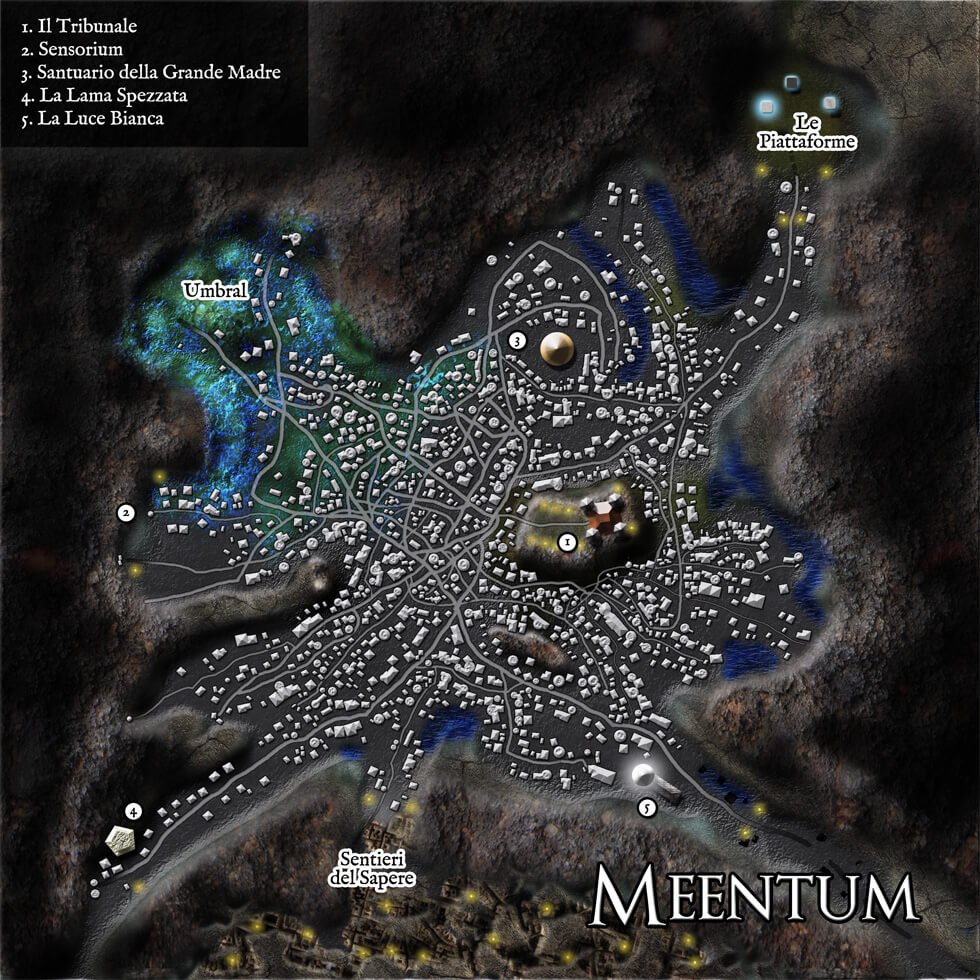 1. Il Tribunale
2. Sensorium
3. Santuario della Grande Madre
4. La Lama Spezzata
5. La Luce Bianca
Le
Piattaforme
Umbral
3
2
1
4
5
Sentieri
del Sapere
MEENTUM